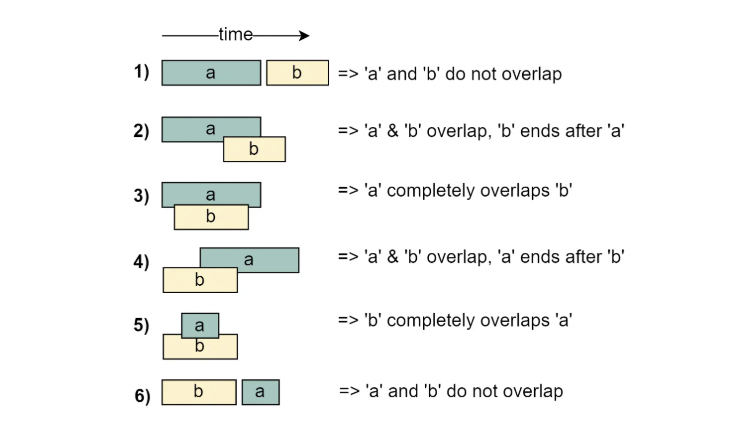 time
1) a b => 'a' and 'b' do not overlap
2) a b => 'a' & 'b' overlap, 'b' ends after 'a'
3) a b => 'a' completely overlaps 'b'
4) a b => 'a' & 'b' overlap, 'a' ends after 'b'
5) a b => 'b' completely overlaps 'a'
6) b a => 'a' and 'b' do not overlap